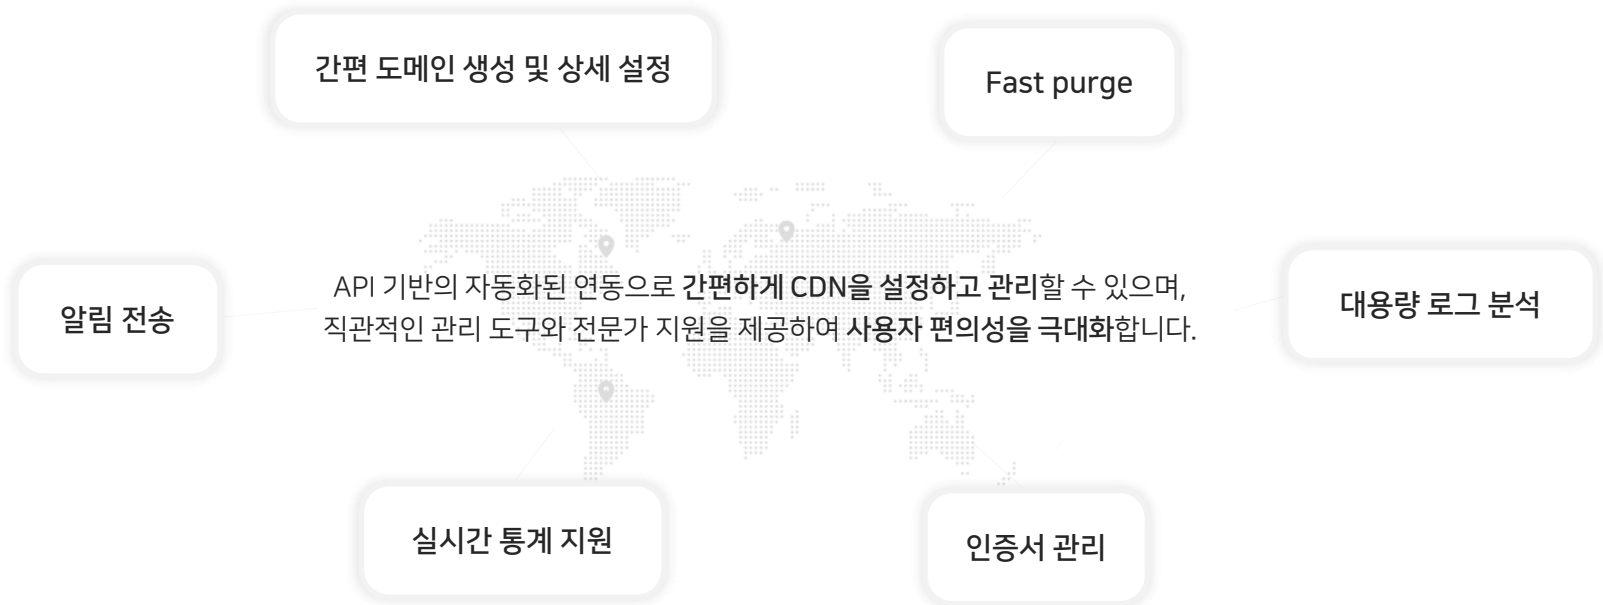 간편 도메인 생성 및 상세 설정
Fast purge
알림 전송
API 기반의 자동화된 연동으로 간편하게 CDN을 설정하고 관리할 수 있으며,
직관적인 관리 도구와 전문가 지원을 제공하여 사용자 편의성을 극대화합니다.
대용량 로그 분석
실시간 통계 지원
인증서 관리